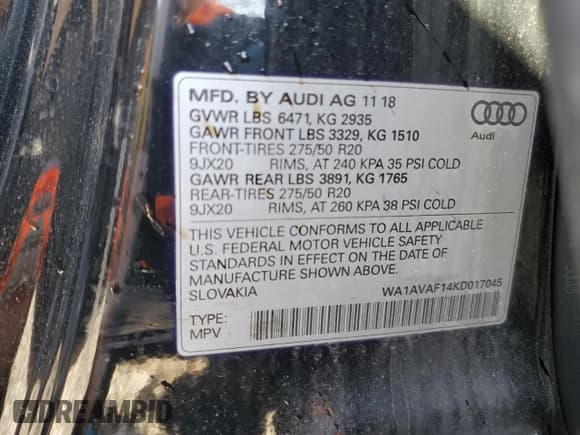 MFD. BY AUDI AG 11 18
GVWR LBS 6471, KG 2935
GAWR FRONT LBS 3329, KG 1510
FRONT-TIRES 275/50 R20
9JX20 RIMS, AT 240 KPA 35 PSI COLD
GAWR REAR LBS 3891, KG 1765
REAR-TIRES 275/50 R20
9JX20 RIMS, AT 260 KPA 38 PSI COLD
Audi
THIS VEHICLE CONFORMS TO ALL APPLICABLE
U.S. FEDERAL MOTOR VEHICLE SAFETY
STANDARDS IN EFFECT ON THE DATE OF
MANUFACTURE SHOWN ABOVE.
SLOVAKIA WA1AVAF14KD017045
TYPE:
MPV
DREAMBID